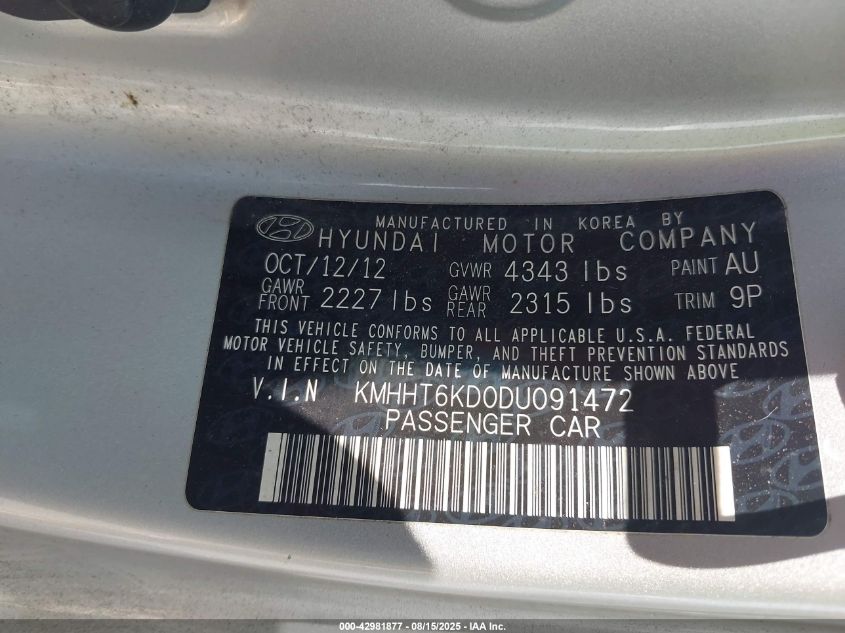 MANUFACTURED IN KOREA BY
HYUNDAI MOTOR COMPANY
OCT/12/12 GVWR 4343 lbs PAINT AU
GAWR FRONT 2227 lbs GAWR REAR 2315 lbs TRIM 9P
THIS VEHICLE CONFORMS TO ALL APPLICABLE U.S.A. FEDERAL
MOTOR VEHICLE SAFETY, BUMPER, AND THEFT PREVENTION STANDARDS
IN EFFECT ON THE DATE OF MANUFACTURE SHOWN ABOVE
V.I.N KMHHT6KD0DU091472
PASSENGER CAR
000-42981877 - 08/15/2025 - IAA Inc.